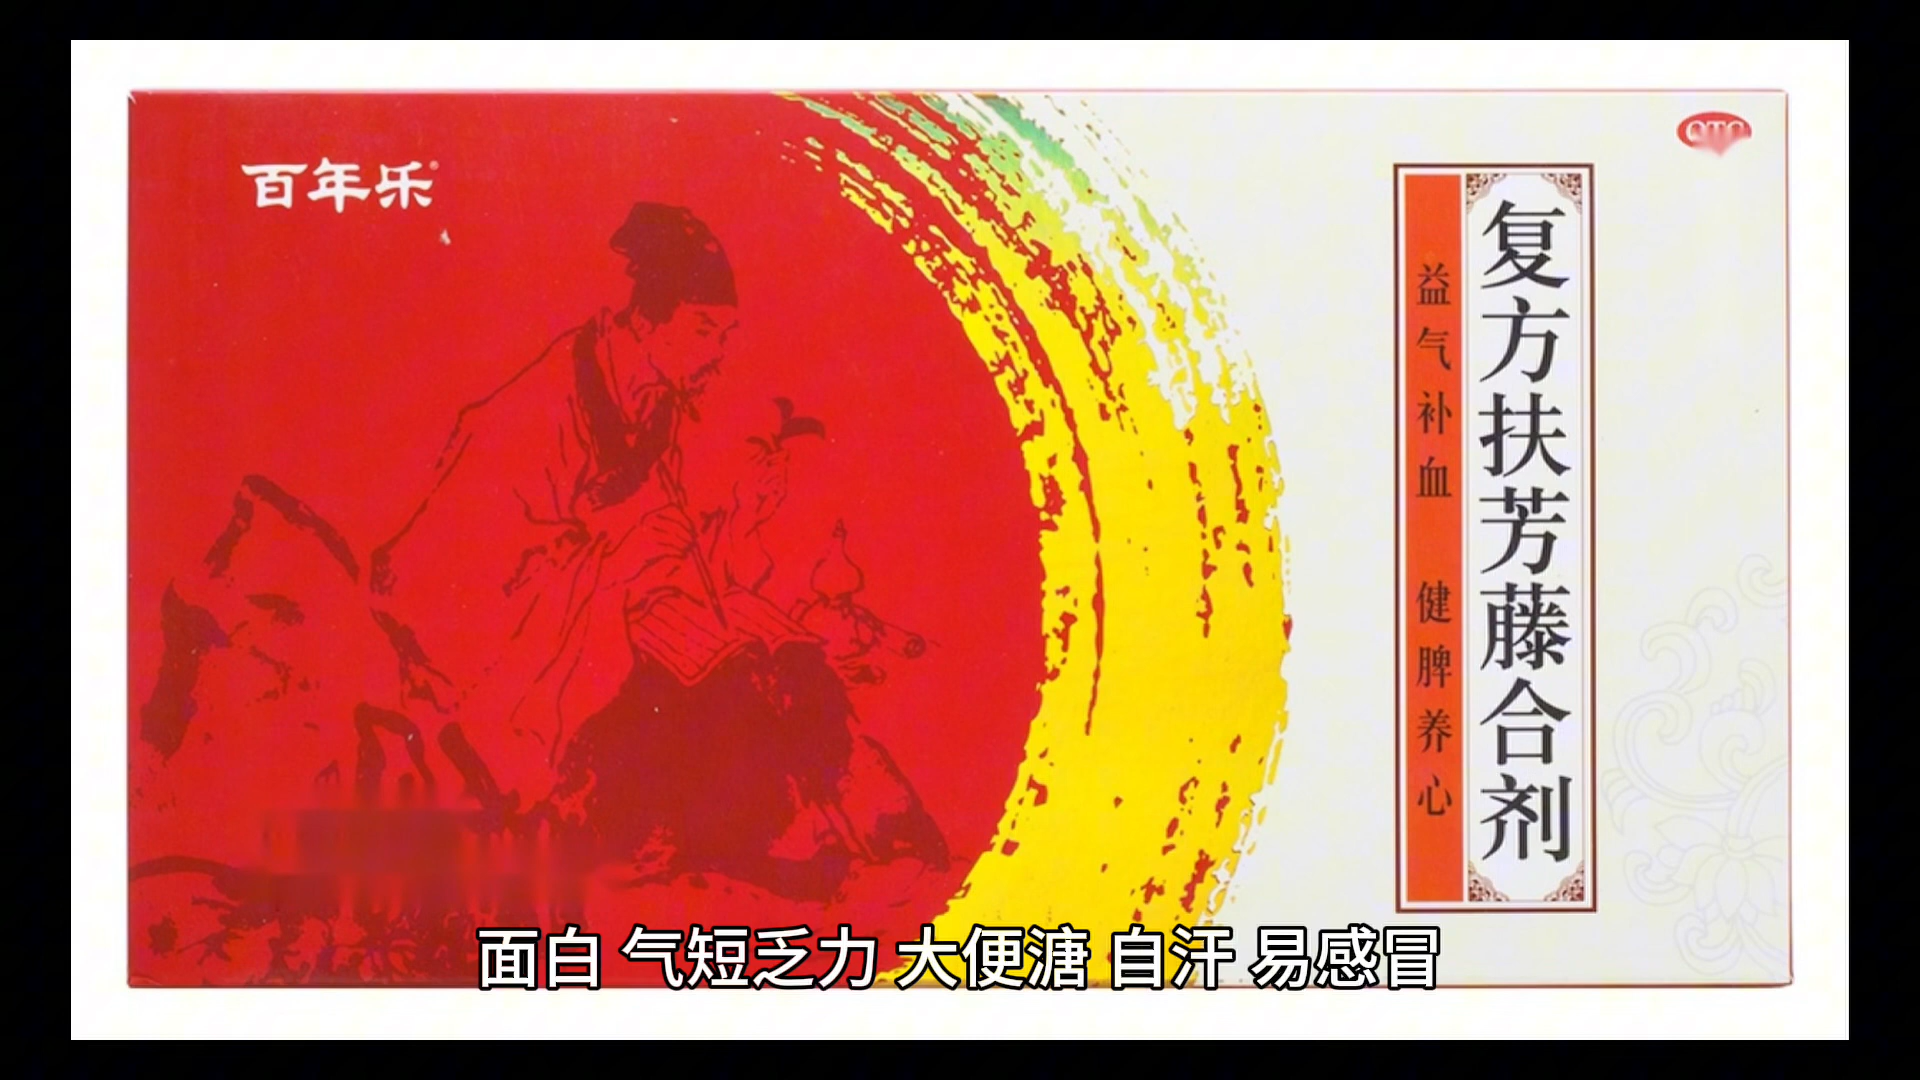 百年乐
OTC
复方扶芳藤合剂
益气补血 健脾养心
面白 气短乏力 大便溏 自汗 易感冒